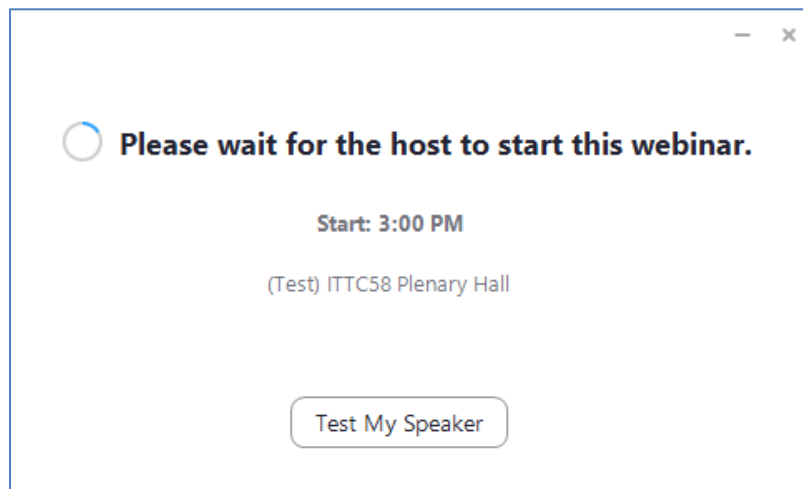 Please wait for the host to start this webinar.
Start: 3:00 PM
(Test) ITTC58 Plenary Hall
Test My Speaker